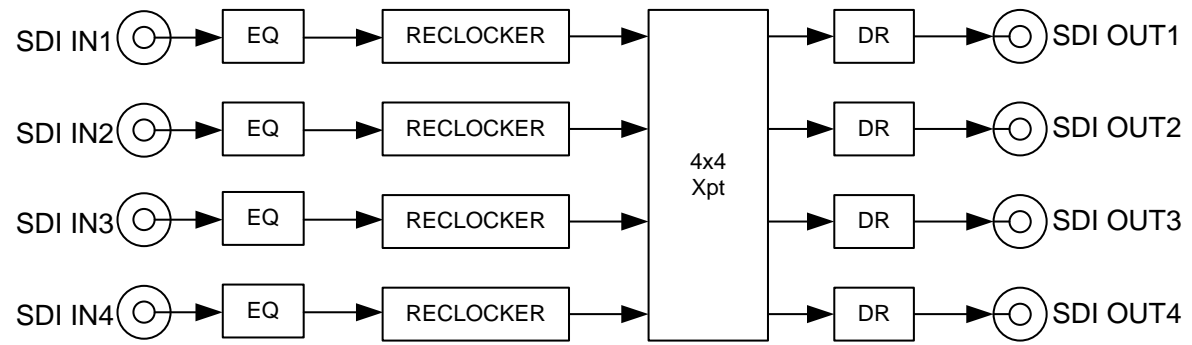 SDI IN1 EQ RECLOCKER DR SDI OUT1
SDI IN2 EQ RECLOCKER DR SDI OUT2
4x4
Xpt
SDI IN3 EQ RECLOCKER DR SDI OUT3
SDI IN4 EQ RECLOCKER DR SDI OUT4